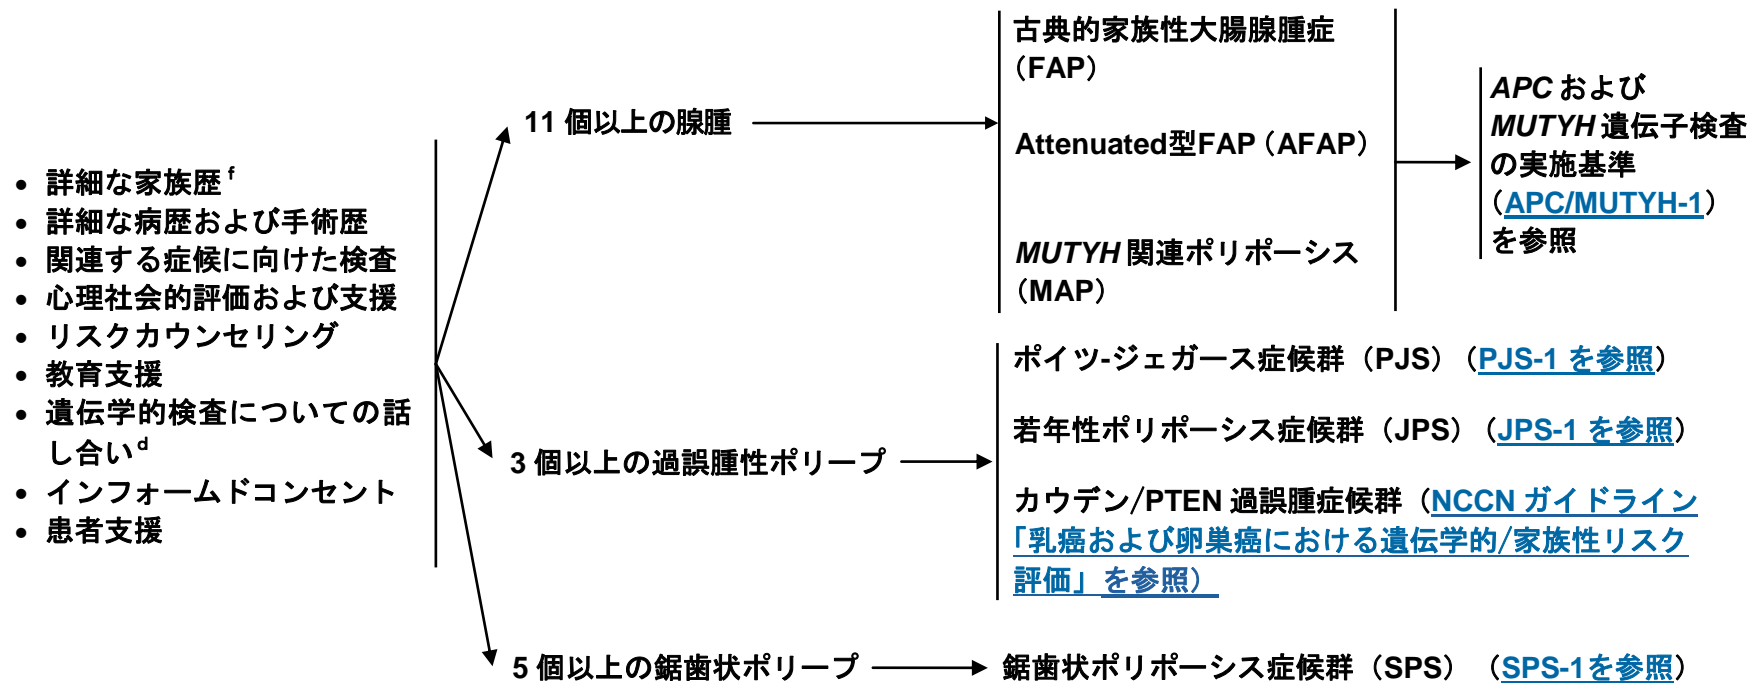 • 詳細な家族歴 f
• 詳細な病歴および手術歴
• 関連する症候に向けた検査
• 心理社会的評価および支援
• リスクカウンセリング
• 教育支援
• 遺伝学的検査についての話
し合い d
• インフォームドコンセント
• 患者支援
11 個以上の腺腫
古典的家族性大腸腺腫症
（FAP）
Attenuated型FAP（AFAP）
MUTYH 関連ポリポーシス
（MAP）
APC および
MUTYH 遺伝子検査
の実施基準
（APC/MUTYH-1）
を参照
3 個以上の過誤腫性ポリープ
ポイツ-ジェガース症候群（PJS）（PJS-1 を参照）
若年性ポリポーシス症候群（JPS）（JPS-1 を参照）
カウデン/PTEN 過誤腫症候群（NCCN ガイドライン
「乳癌および卵巣癌における遺伝学的/家族性リスク
評価」を参照）
5 個以上の鋸歯状ポリープ
鋸歯状ポリポーシス症候群（SPS）（SPS-1を参照）